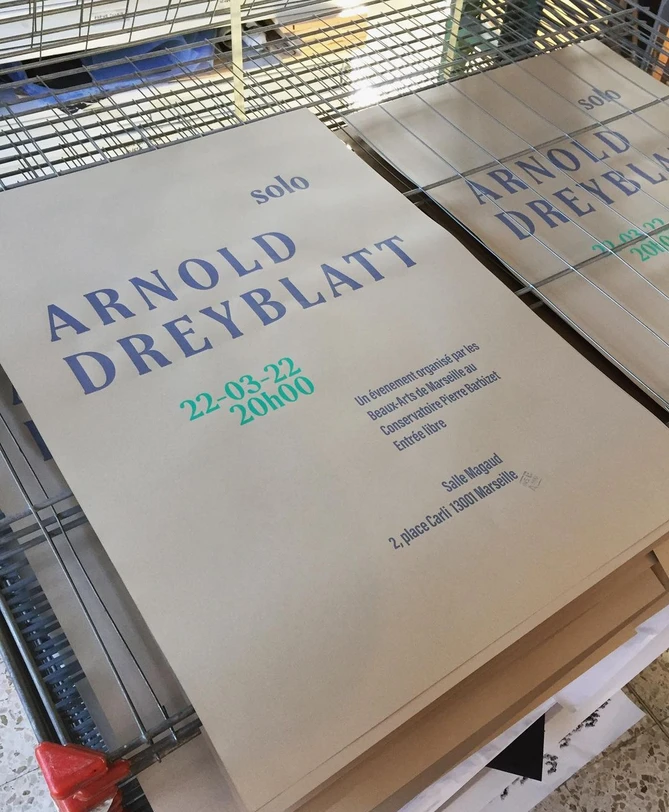 solo
ARNOLD
DREYBLATT
22-03-22
20h00
Un évenement organisé par les
Beaux-Arts de Marseille au
Conservatoire Pierre Barbizet
Entrée libre
Salle Magaud
2, place Carli 13001 Marseille
solo
ARNOLD